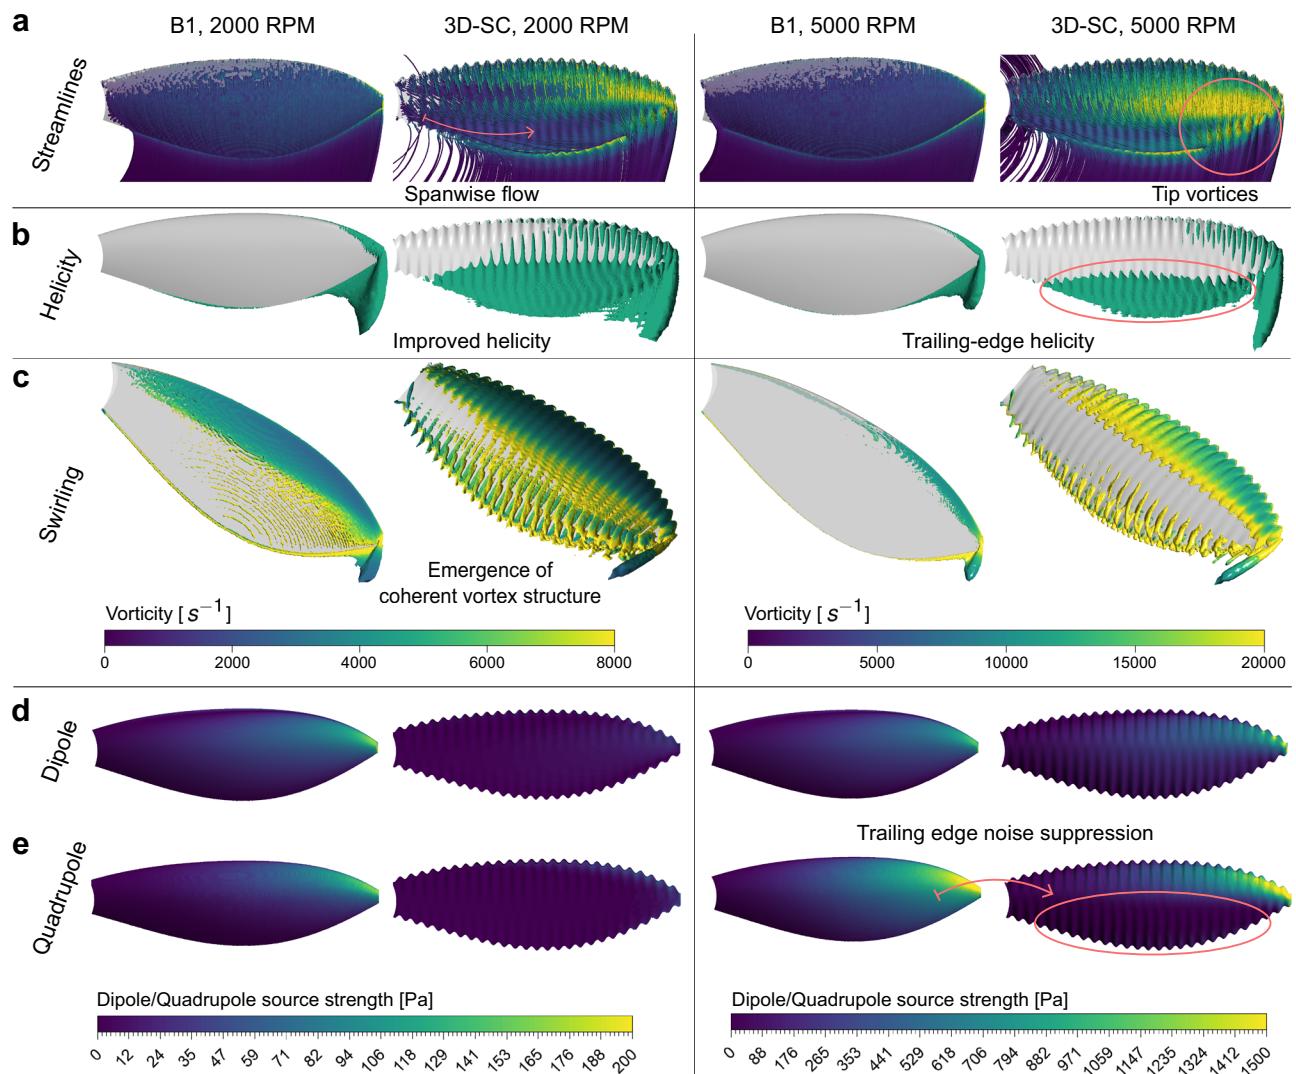 a
B1, 2000 RPM
3D-SC, 2000 RPM
B1, 5000 RPM
3D-SC, 5000 RPM
Streamlines
Spanwise flow
Tip vortices
b
Helicity
Improved helicity
Trailing-edge helicity
c
Swirling
Emergence of
coherent vortex structure
Vorticity [ s⁻¹ ]
0 2000 4000 6000 8000
Vorticity [ s⁻¹ ]
0 5000 10000 15000 20000
d
Dipole
e
Quadrupole
Trailing edge noise suppression
Dipole/Quadrupole source strength [Pa]
0 12 24 35 47 59 71 82 94 106 118 129 141 153 165 176 188 200
Dipole/Quadrupole source strength [Pa]
0 88 176 265 353 441 529 618 706 794 882 971 1059 1147 1235 1324 1412 1500